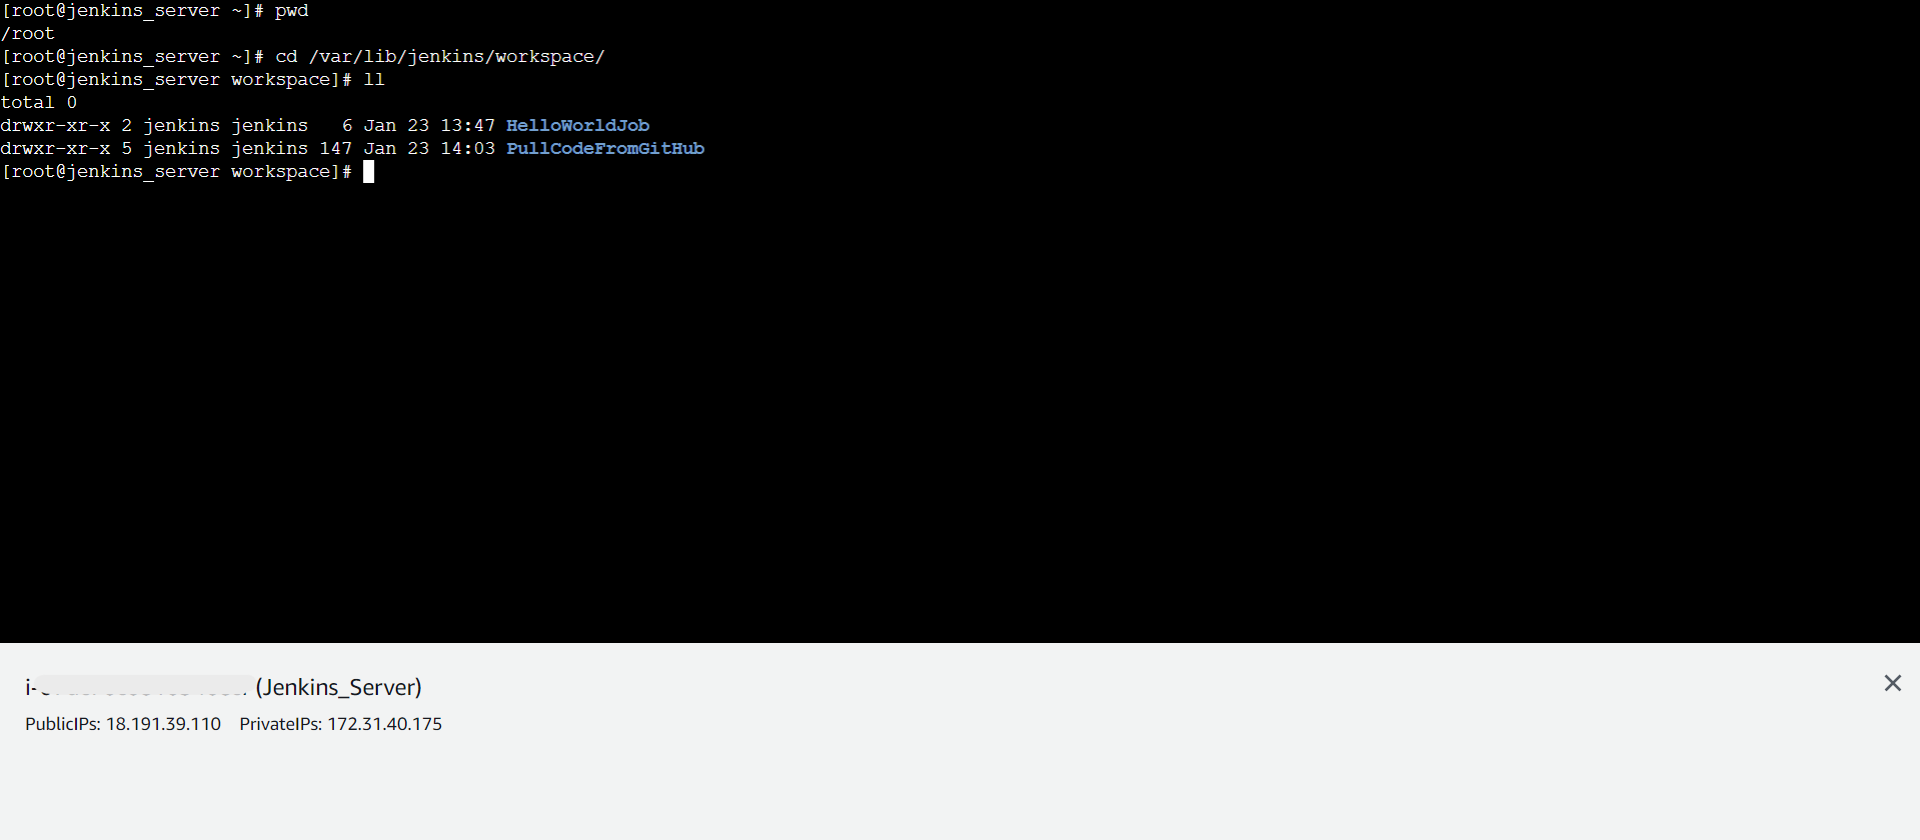 [root@jenkins_server ~]# pwd
/root
[root@jenkins_server ~]# cd /var/lib/jenkins/workspace/
[root@jenkins_server workspace]# ll
total 0
drwxr-xr-x 2 jenkins jenkins   6 Jan 23 13:47 HelloWorldJob
drwxr-xr-x 5 jenkins jenkins 147 Jan 23 14:03 PullCodeFromGitHub
[root@jenkins_server workspace]#
i- (Jenkins_Server)
PublicIPs: 18.191.39.110 PrivateIPs: 172.31.40.175